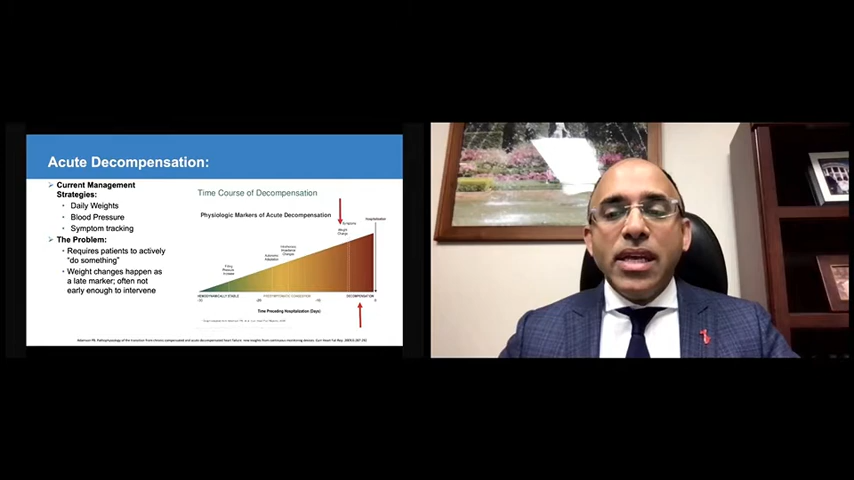 Acute Decompensation:
➢ Current Management
Strategies:
• Daily Weights
• Blood Pressure
• Symptom tracking
➢ The Problem:
• Requires patients to actively
“do something”
• Weight changes happen as
a late marker; often not
early enough to intervene
Time Course of Decompensation
Physiologic Markers of Acute Decompensation
Symptoms
Hospitalization
Weight
Change
Autonomic
Adaptation
Impedance
Changes
Filling
Pressure
Increase
HEMODYNAMICALLY STABLE
DECOMPENSATION
Time Preceding Hospitalization (Days)